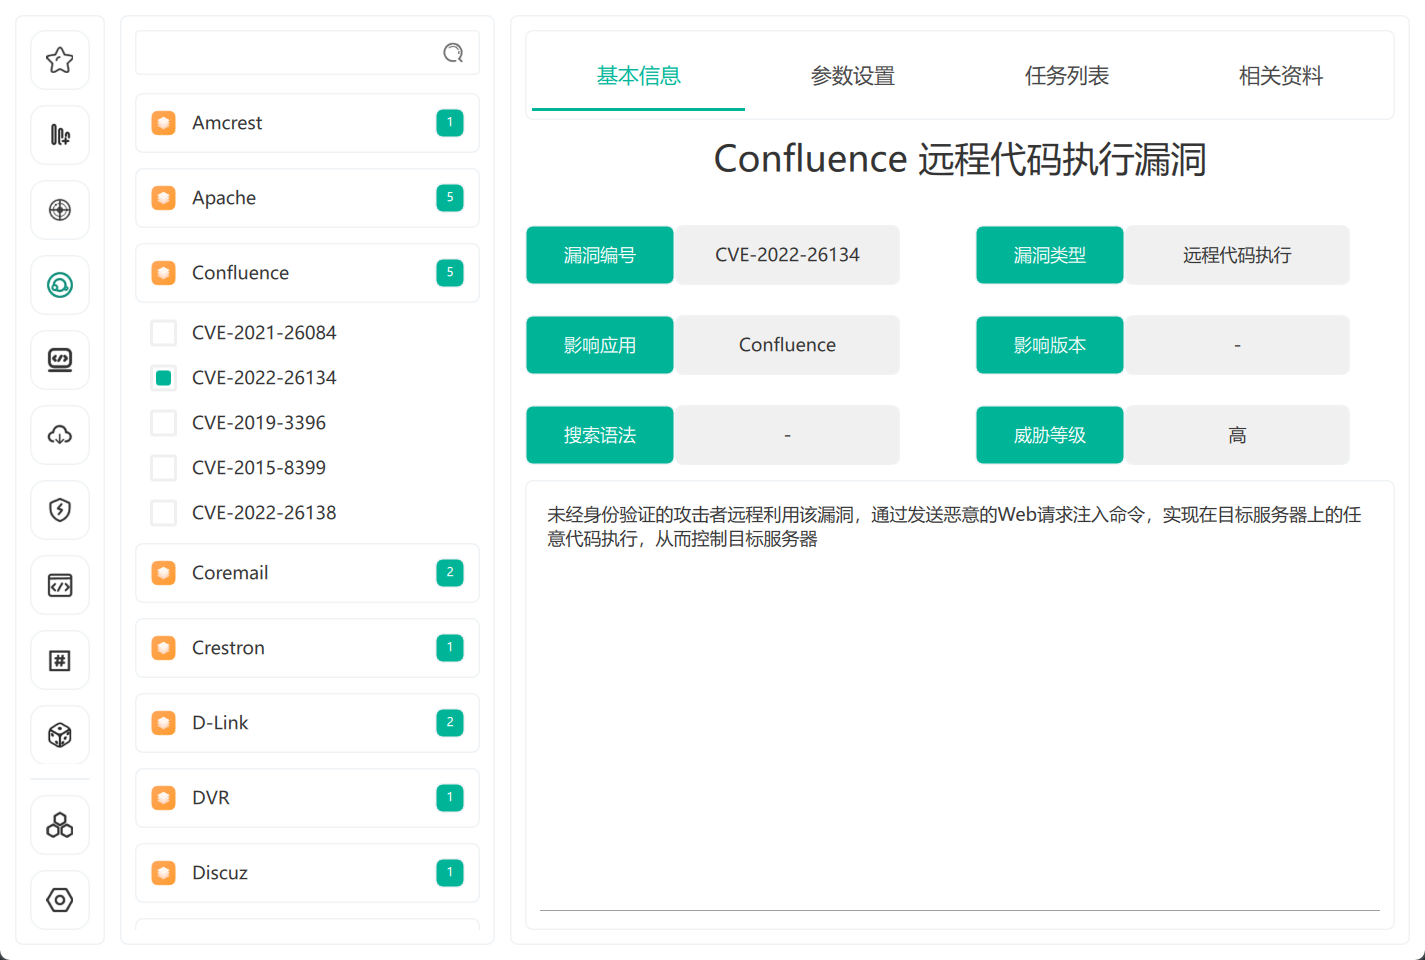 Amcrest
1
Apache
5
Confluence
5
CVE-2021-26084
CVE-2022-26134
CVE-2019-3396
CVE-2015-8399
CVE-2022-26138
Coremail
2
Crestron
1
D-Link
2
DVR
1
Discuz
1
基本信息 参数设置 任务列表 相关资料
Confluence 远程代码执行漏洞
漏洞编号 CVE-2022-26134 漏洞类型 远程代码执行
影响应用 Confluence 影响版本 -
搜索语法 - 威胁等级 高
未经身份验证的攻击者远程利用该漏洞，通过发送恶意的Web请求注入命令，实现在目标服务器上的任
意代码执行，从而控制目标服务器